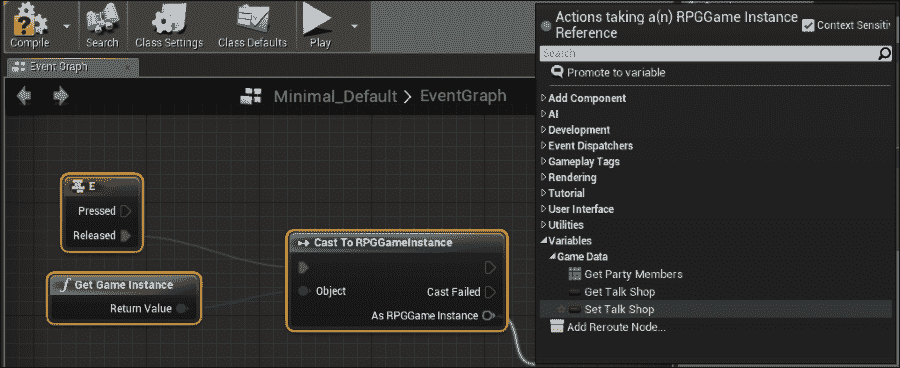 Compile
Search
Class Settings
Class Defaults
Play
Event Graph
Minimal_Default > EventGraph
E
Pressed
Released
Get Game Instance
Return Value
Cast To RPGGameInstance
Object
Cast Failed
As RPGGame Instance
Actions taking a(n) RPGGame Instance
Reference
Context Sensitiv
Search
Promote to variable
Add Component
AI
Development
Event Dispatchers
Gameplay Tags
Rendering
Tutorial
User Interface
Utilities
Variables
Game Data
Get Party Members
Get Talk Shop
Set Talk Shop
Add Reroute Node...